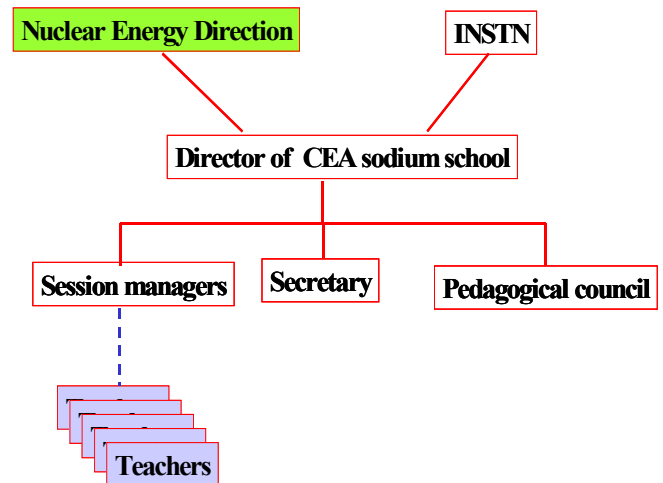 Nuclear Energy Direction
INSTN
Director of CEA sodium school
Session managers
Secretary
Pedagogical council
Teachers